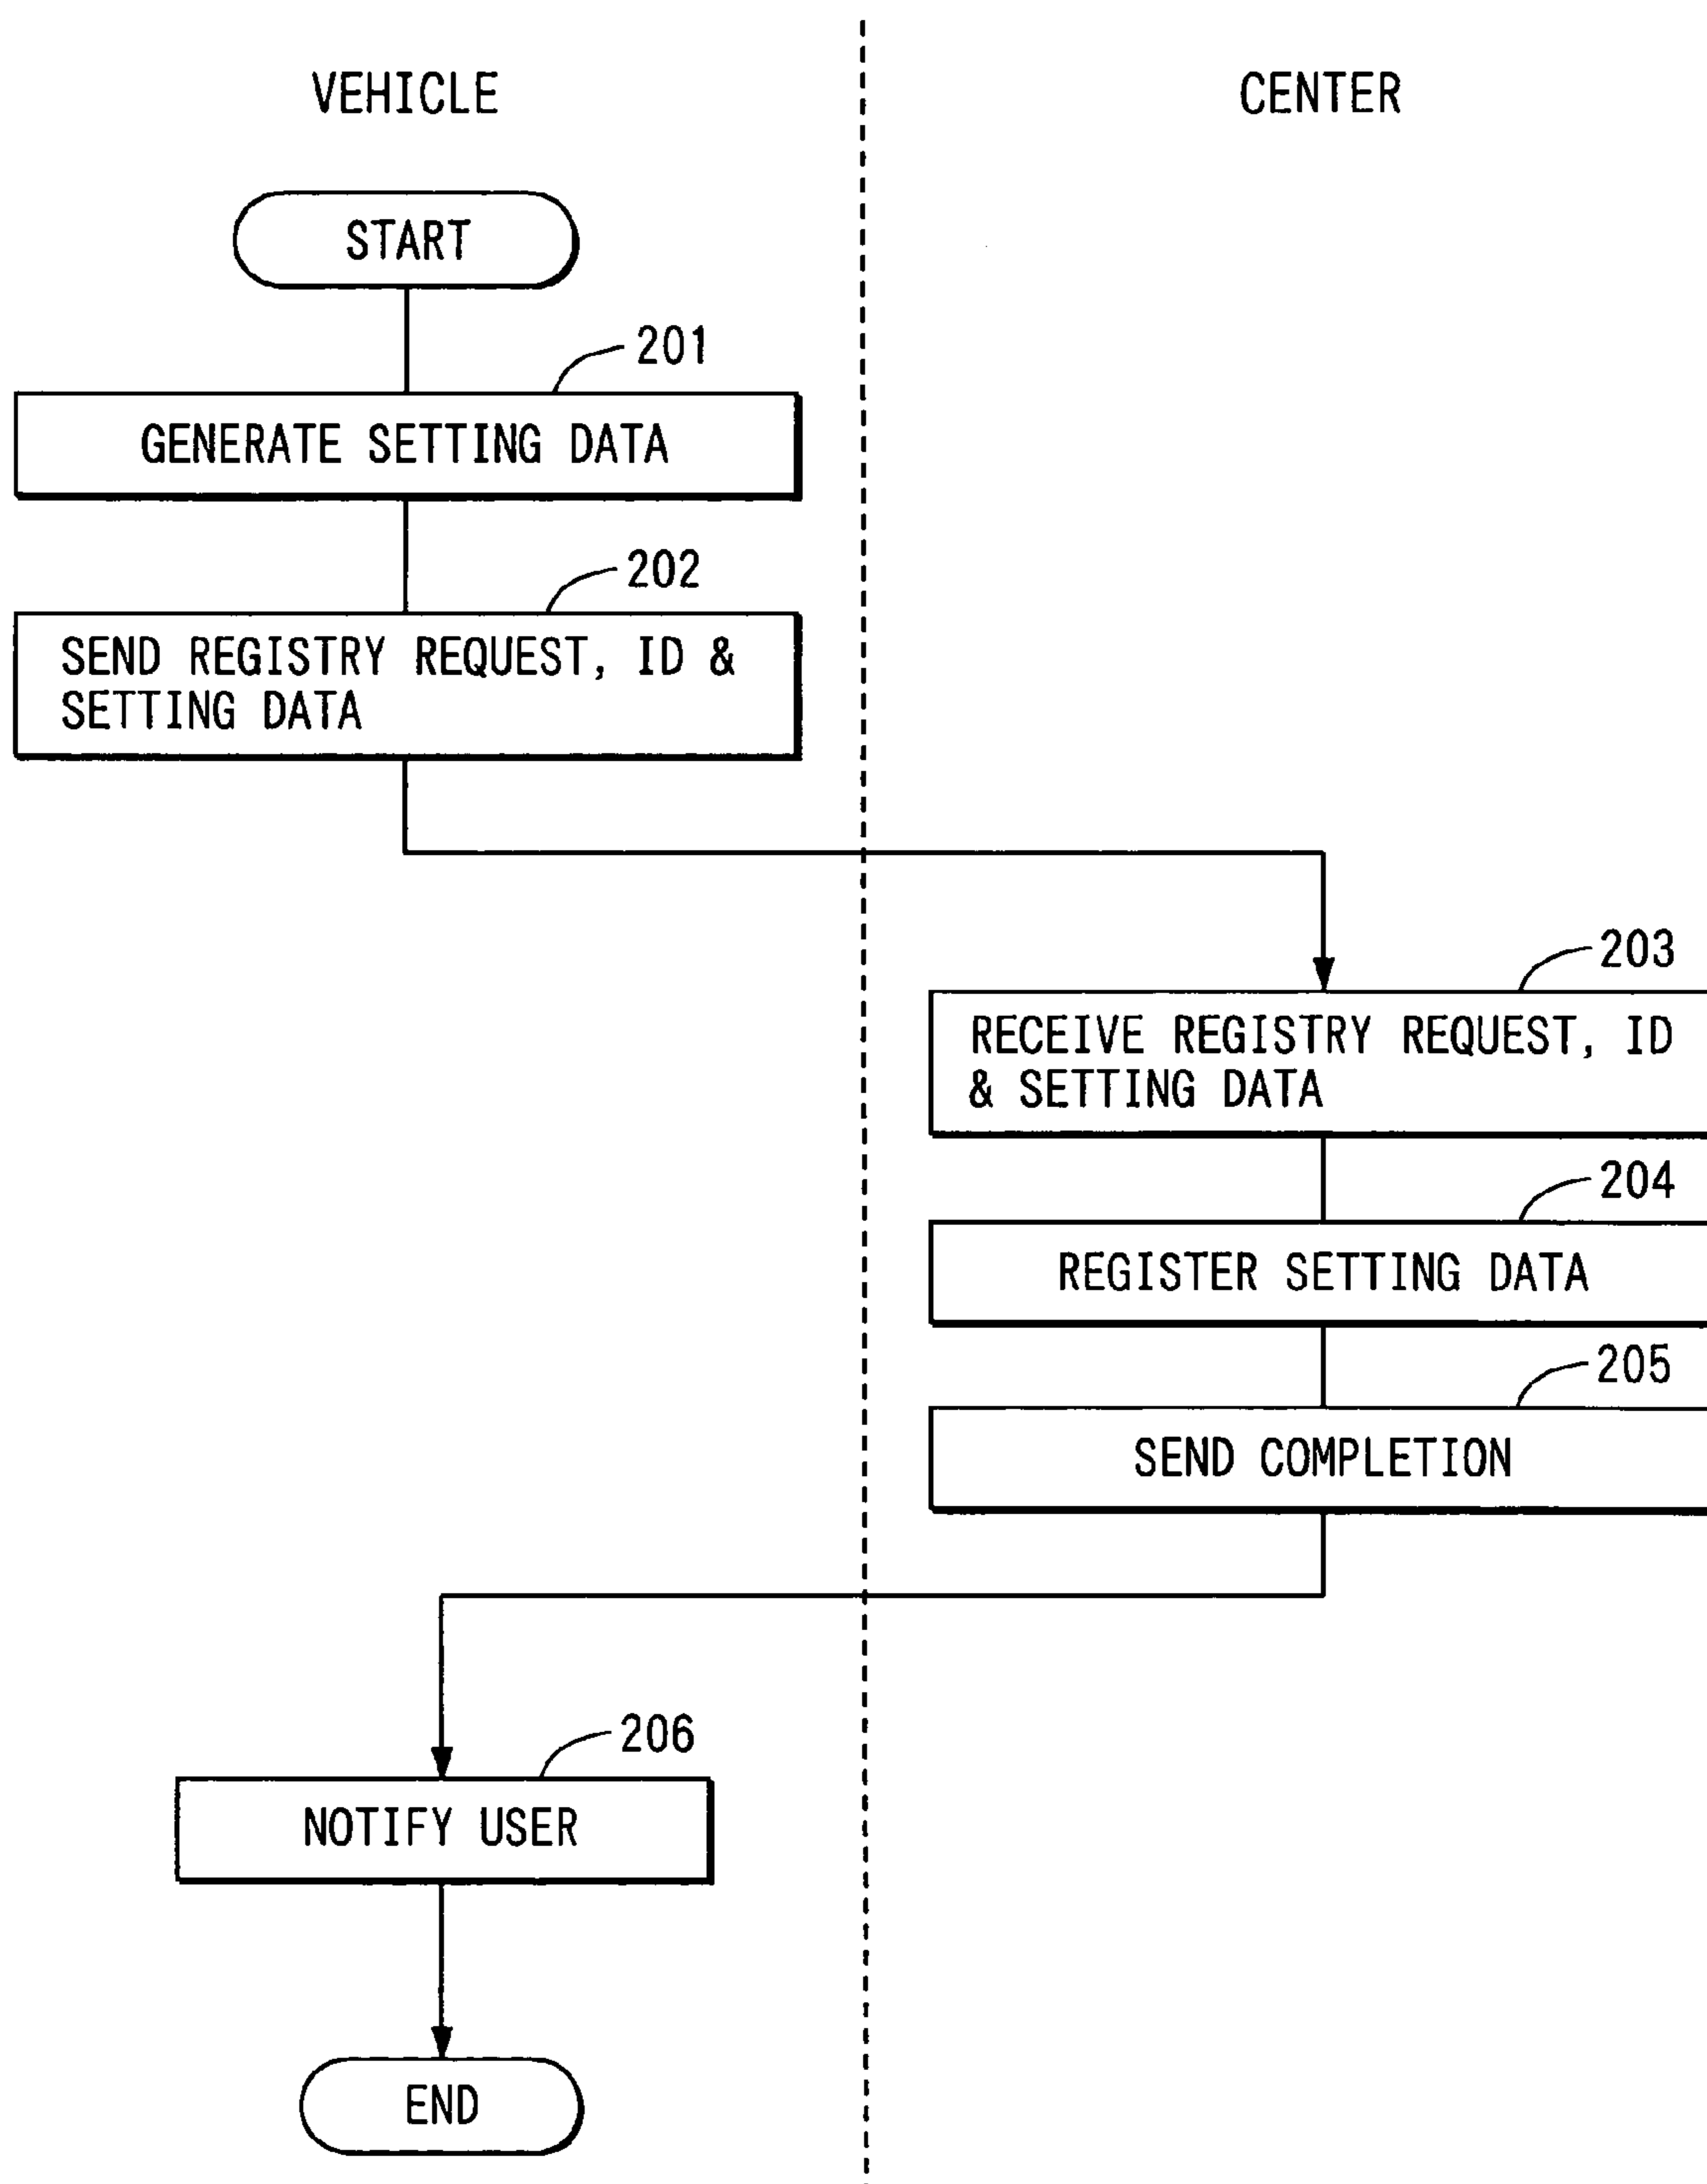 VEHICLE
CENTER
START
201
GENERATE SETTING DATA
202
SEND REGISTRY REQUEST, ID &
SETTING DATA
203
RECEIVE REGISTRY REQUEST, ID
& SETTING DATA
204
REGISTER SETTING DATA
205
SEND COMPLETION
206
NOTIFY USER
END